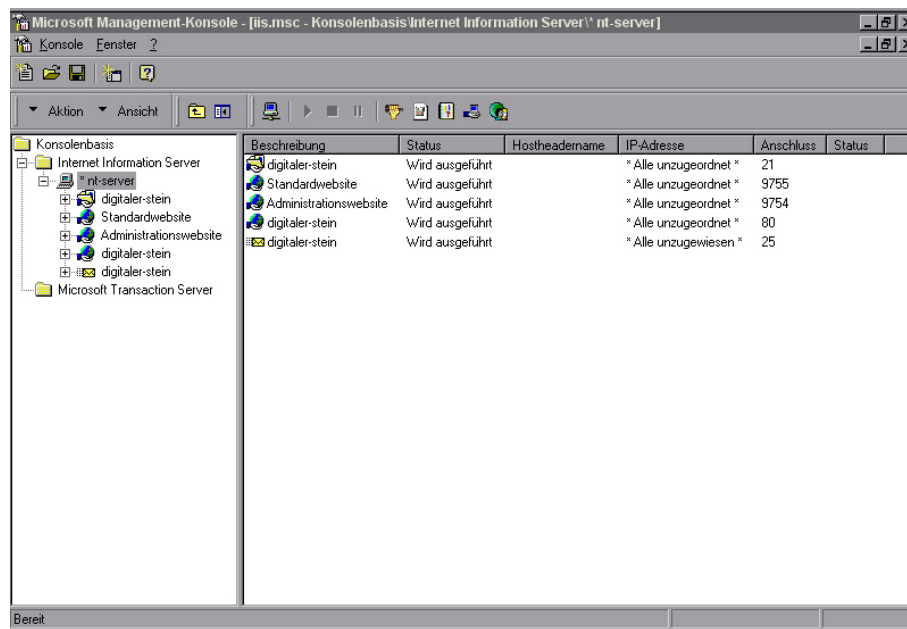 Microsoft Management-Konsole - [iis.msc - Konsolenbasis\Internet Information Server\* nt-server]
Konsole Fenster ?
Aktion Ansicht
Konsolenbasis
Internet Information Server
* nt-server
digitaler-stein
Standardwebsite
Administrationswebsite
digitaler-stein
digitaler-stein
Microsoft Transaction Server
Beschreibung Status Hostheadername IP-Adresse Anschluss Status
digitaler-stein Wird ausgeführt * Alle unzugeordnet * 21
Standardwebsite Wird ausgeführt * Alle unzugeordnet * 9755
Administrationswebsite Wird ausgeführt * Alle unzugeordnet * 9754
digitaler-stein Wird ausgeführt * Alle unzugeordnet * 80
digitaler-stein Wird ausgeführt * Alle unzugewiesen * 25
Bereit